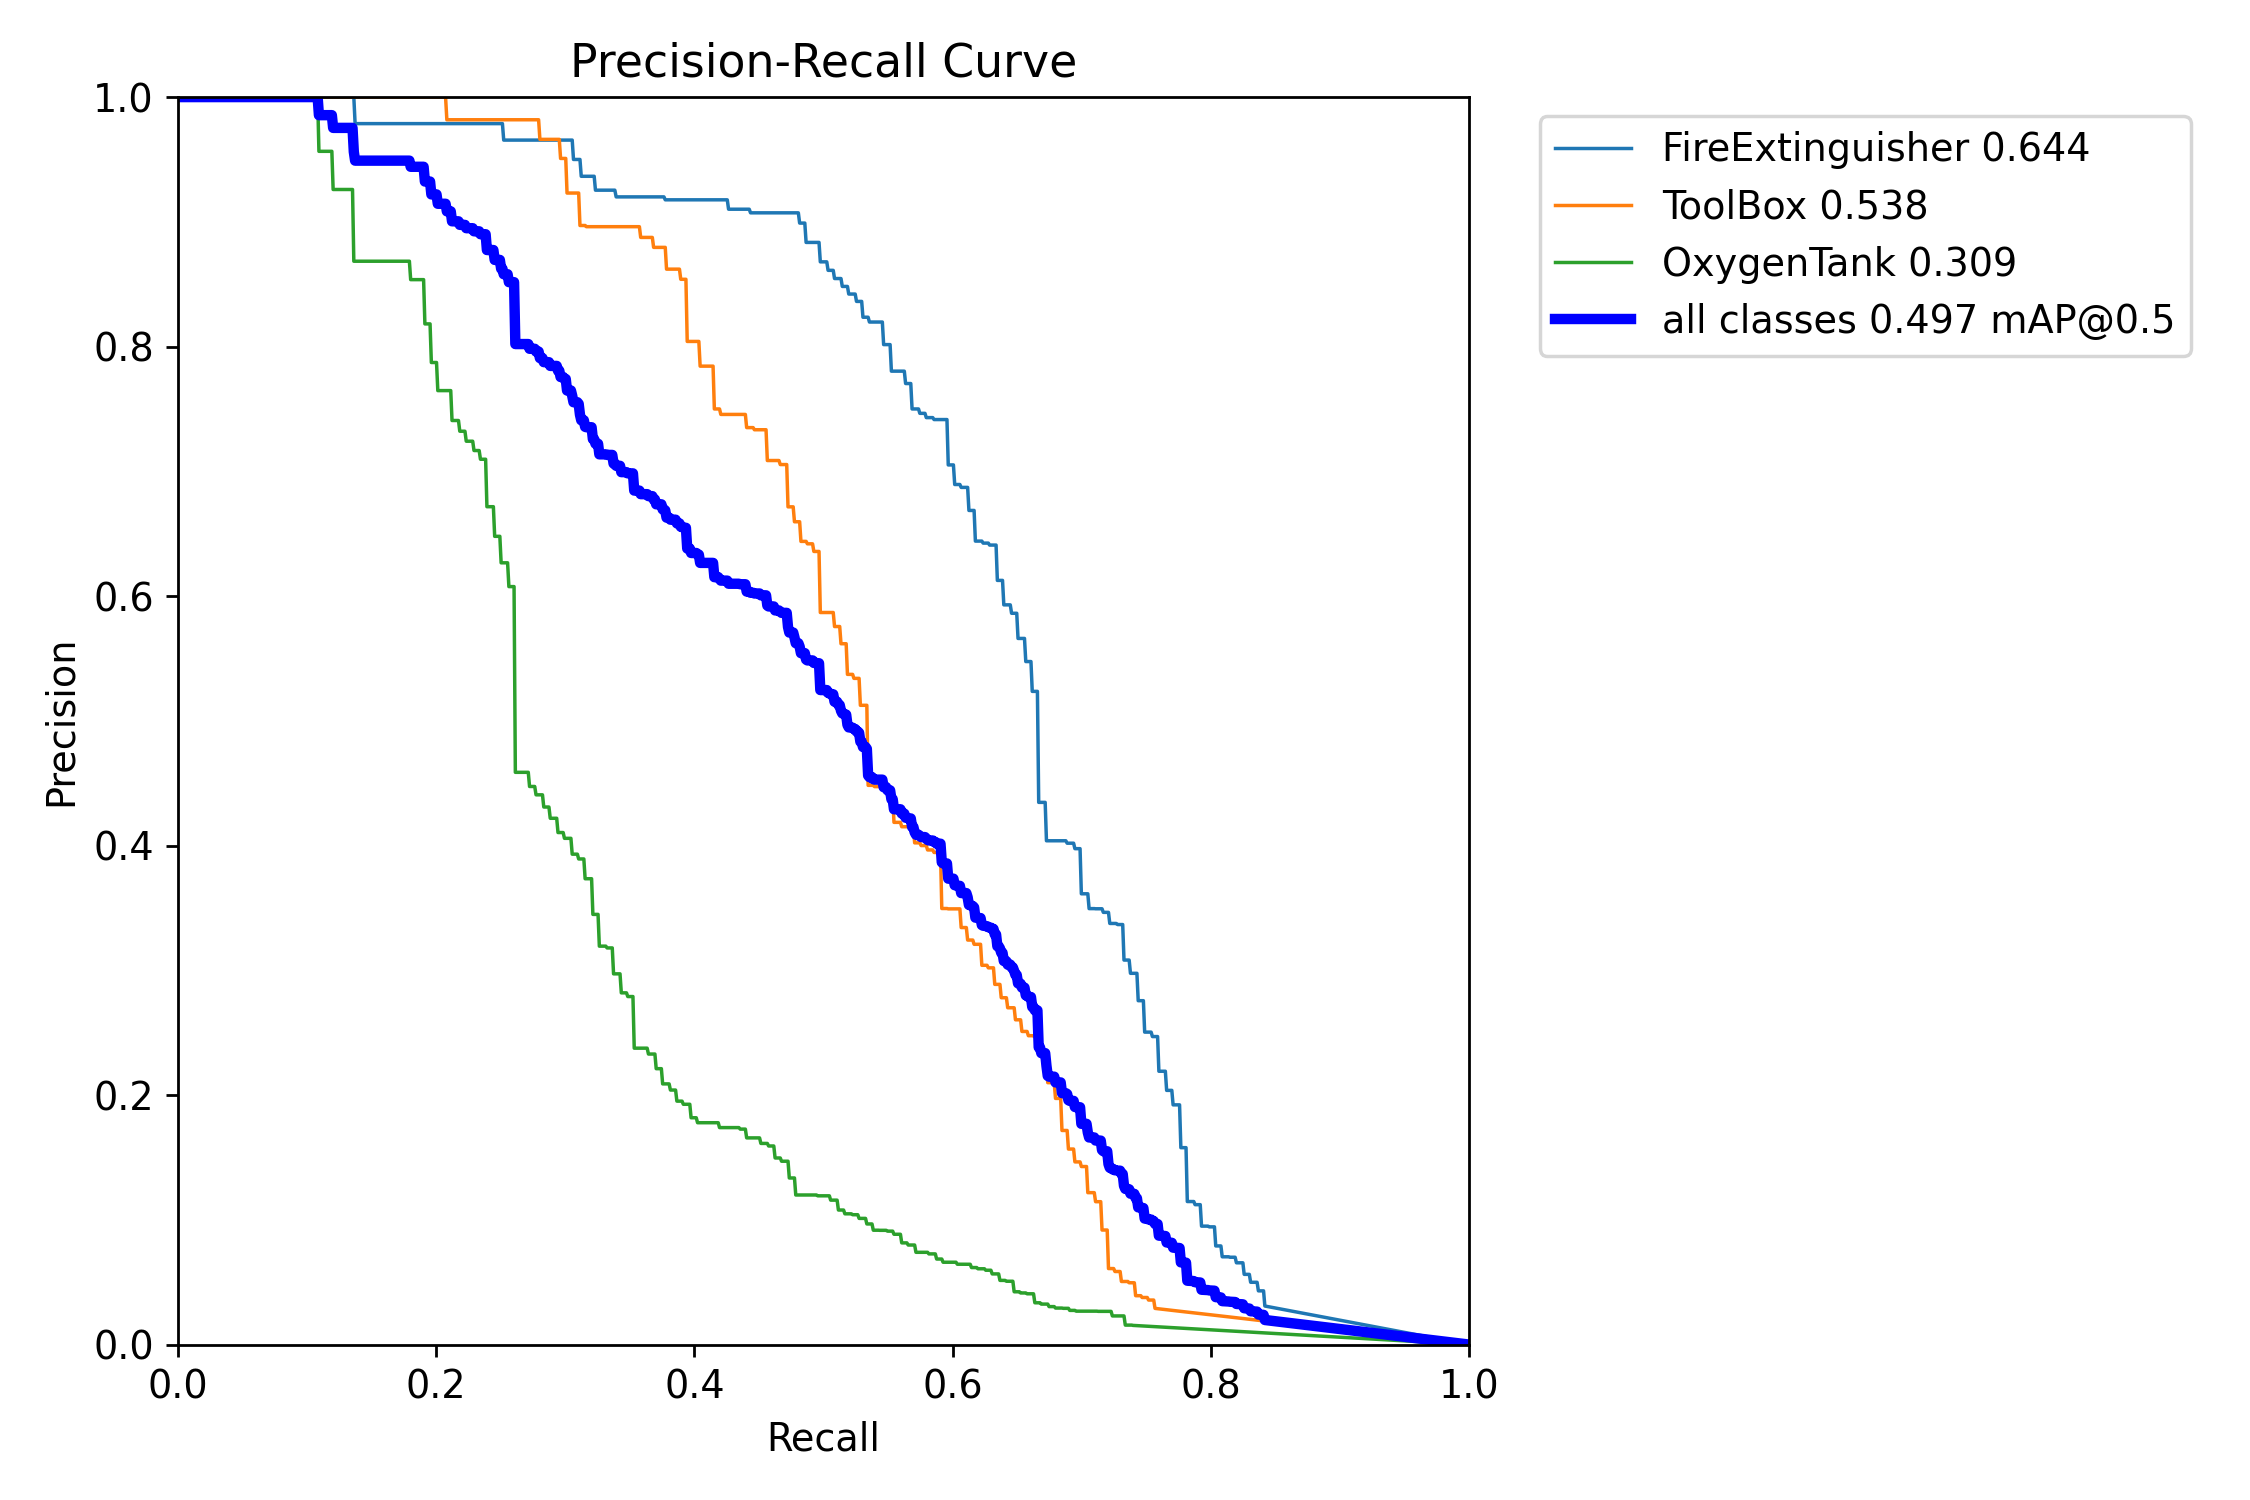 Precision-Recall Curve
1.0
0.8
0.6
0.4
0.2
0.0
Precision
0.0 0.2 0.4 0.6 0.8 1.0
Recall
FireExtinguisher 0.644
ToolBox 0.538
OxygenTank 0.309
all classes 0.497 mAP@0.5